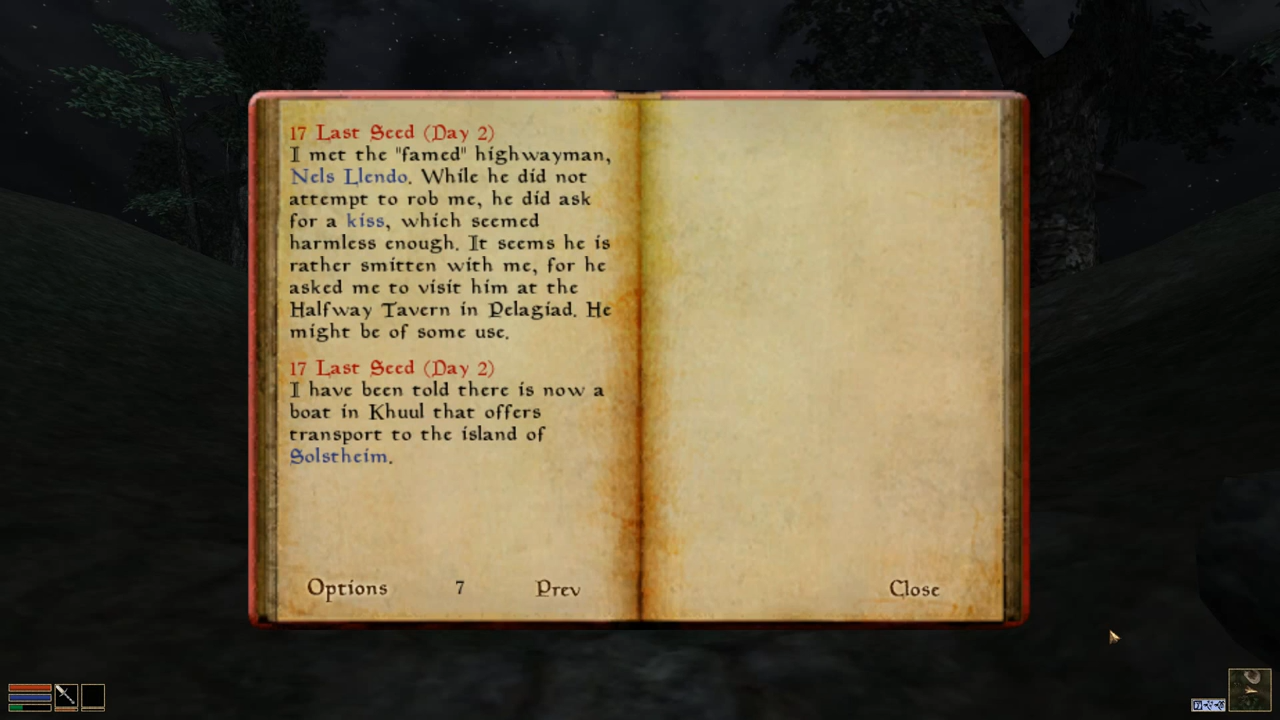 17 Last Seed (Day 2)
I met the "famed" highwayman,
Nels Llendo. While he did not
attempt to rob me, he did ask
for a kiss, which seemed
harmless enough. It seems he is
rather smitten with me, for he
asked me to visit him at the
Halfway Tavern in Pelagiad. He
might be of some use.
17 Last Seed (Day 2)
I have been told there is now a
boat in Khuul that offers
transport to the island of
Solstheim.
Options 7 Prev Close